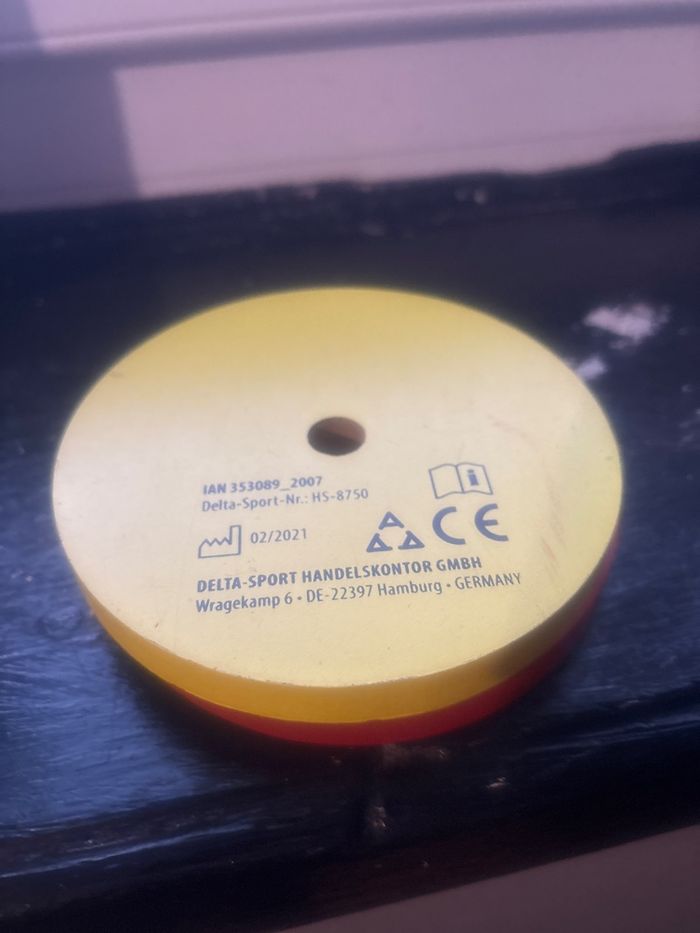 IAN 353089_2007
Delta-Sport-Nr.: HS-8750
02/2021
CE
DELTA-SPORT HANDELSKONTOR GMBH
Wragekamp 6 • DE-22397 Hamburg • GERMANY